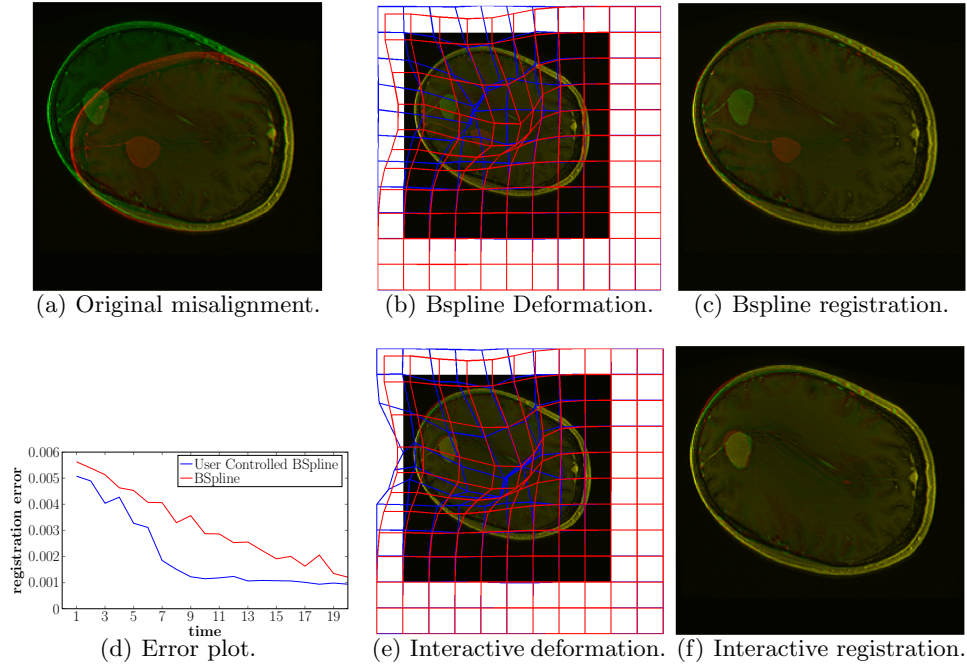 (a) Original misalignment.
(b) Bspline Deformation.
(c) Bspline registration.
0.006
0.005
0.004
0.003
0.002
0.001
0
registration error
User Controlled BSpline
BSpline
1 3 5 7 9 11 13 15 17 19
time
(d) Error plot.
(e) Interactive deformation.
(f) Interactive registration.